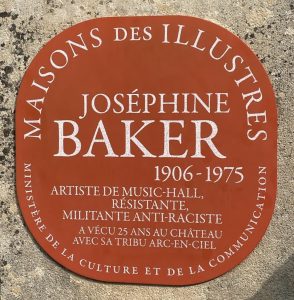 MAISONS DES ILLUSTRES
JOSÉPHINE
BAKER
1906-1975
ARTISTE DE MUSIC-HALL,
RÉSISTANTE,
MILITANTE ANTI-RACISTE
A VÉCU 25 ANS AU CHÂTEAU
AVEC SA TRIBU ARC-EN-CIEL
MINISTÈRE DE LA CULTURE ET DE LA COMMUNICATION